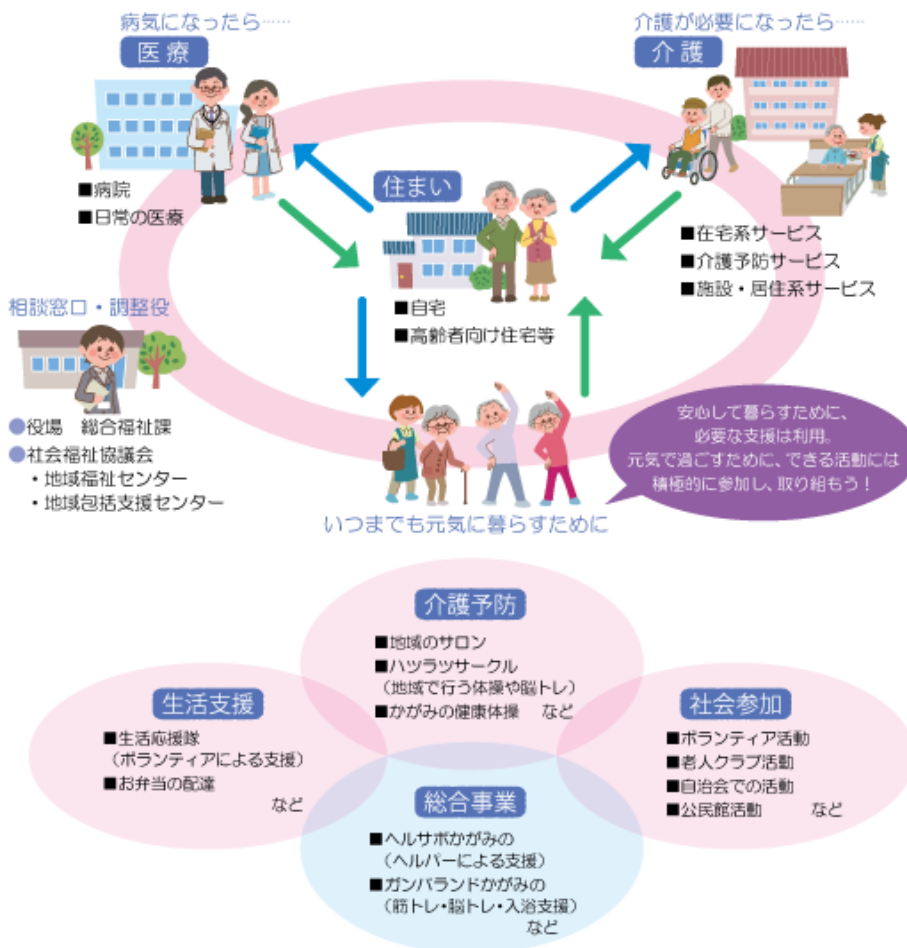 病気になったら……
医療
■病院
■日常の医療
介護が必要になったら……
介護
■在宅系サービス
■介護予防サービス
■施設・居住系サービス
住まい
■自宅
■高齢者向け住宅等
相談窓口・調整役
●役場　総合福祉課
●社会福祉協議会
・地域福祉センター
・地域包括支援センター
安心して暮らすために、
必要な支援は利用。
元気で過ごすために、できる活動には
積極的に参加し、取り組もう！
いつまでも元気に暮らすために
介護予防
■地域のサロン
■ハツラツサークル
（地域で行う体操や脳トレ）
■かがみの健康体操　など
生活支援
■生活応援隊
（ボランティアによる支援）
■お弁当の配達
など
社会参加
■ボランティア活動
■老人クラブ活動
■自治会での活動
■公民館活動　　など
総合事業
■ヘルサポかがみの
（ヘルパーによる支援）
■ガンバランドかがみの
（筋トレ・脳トレ・入浴支援）
など